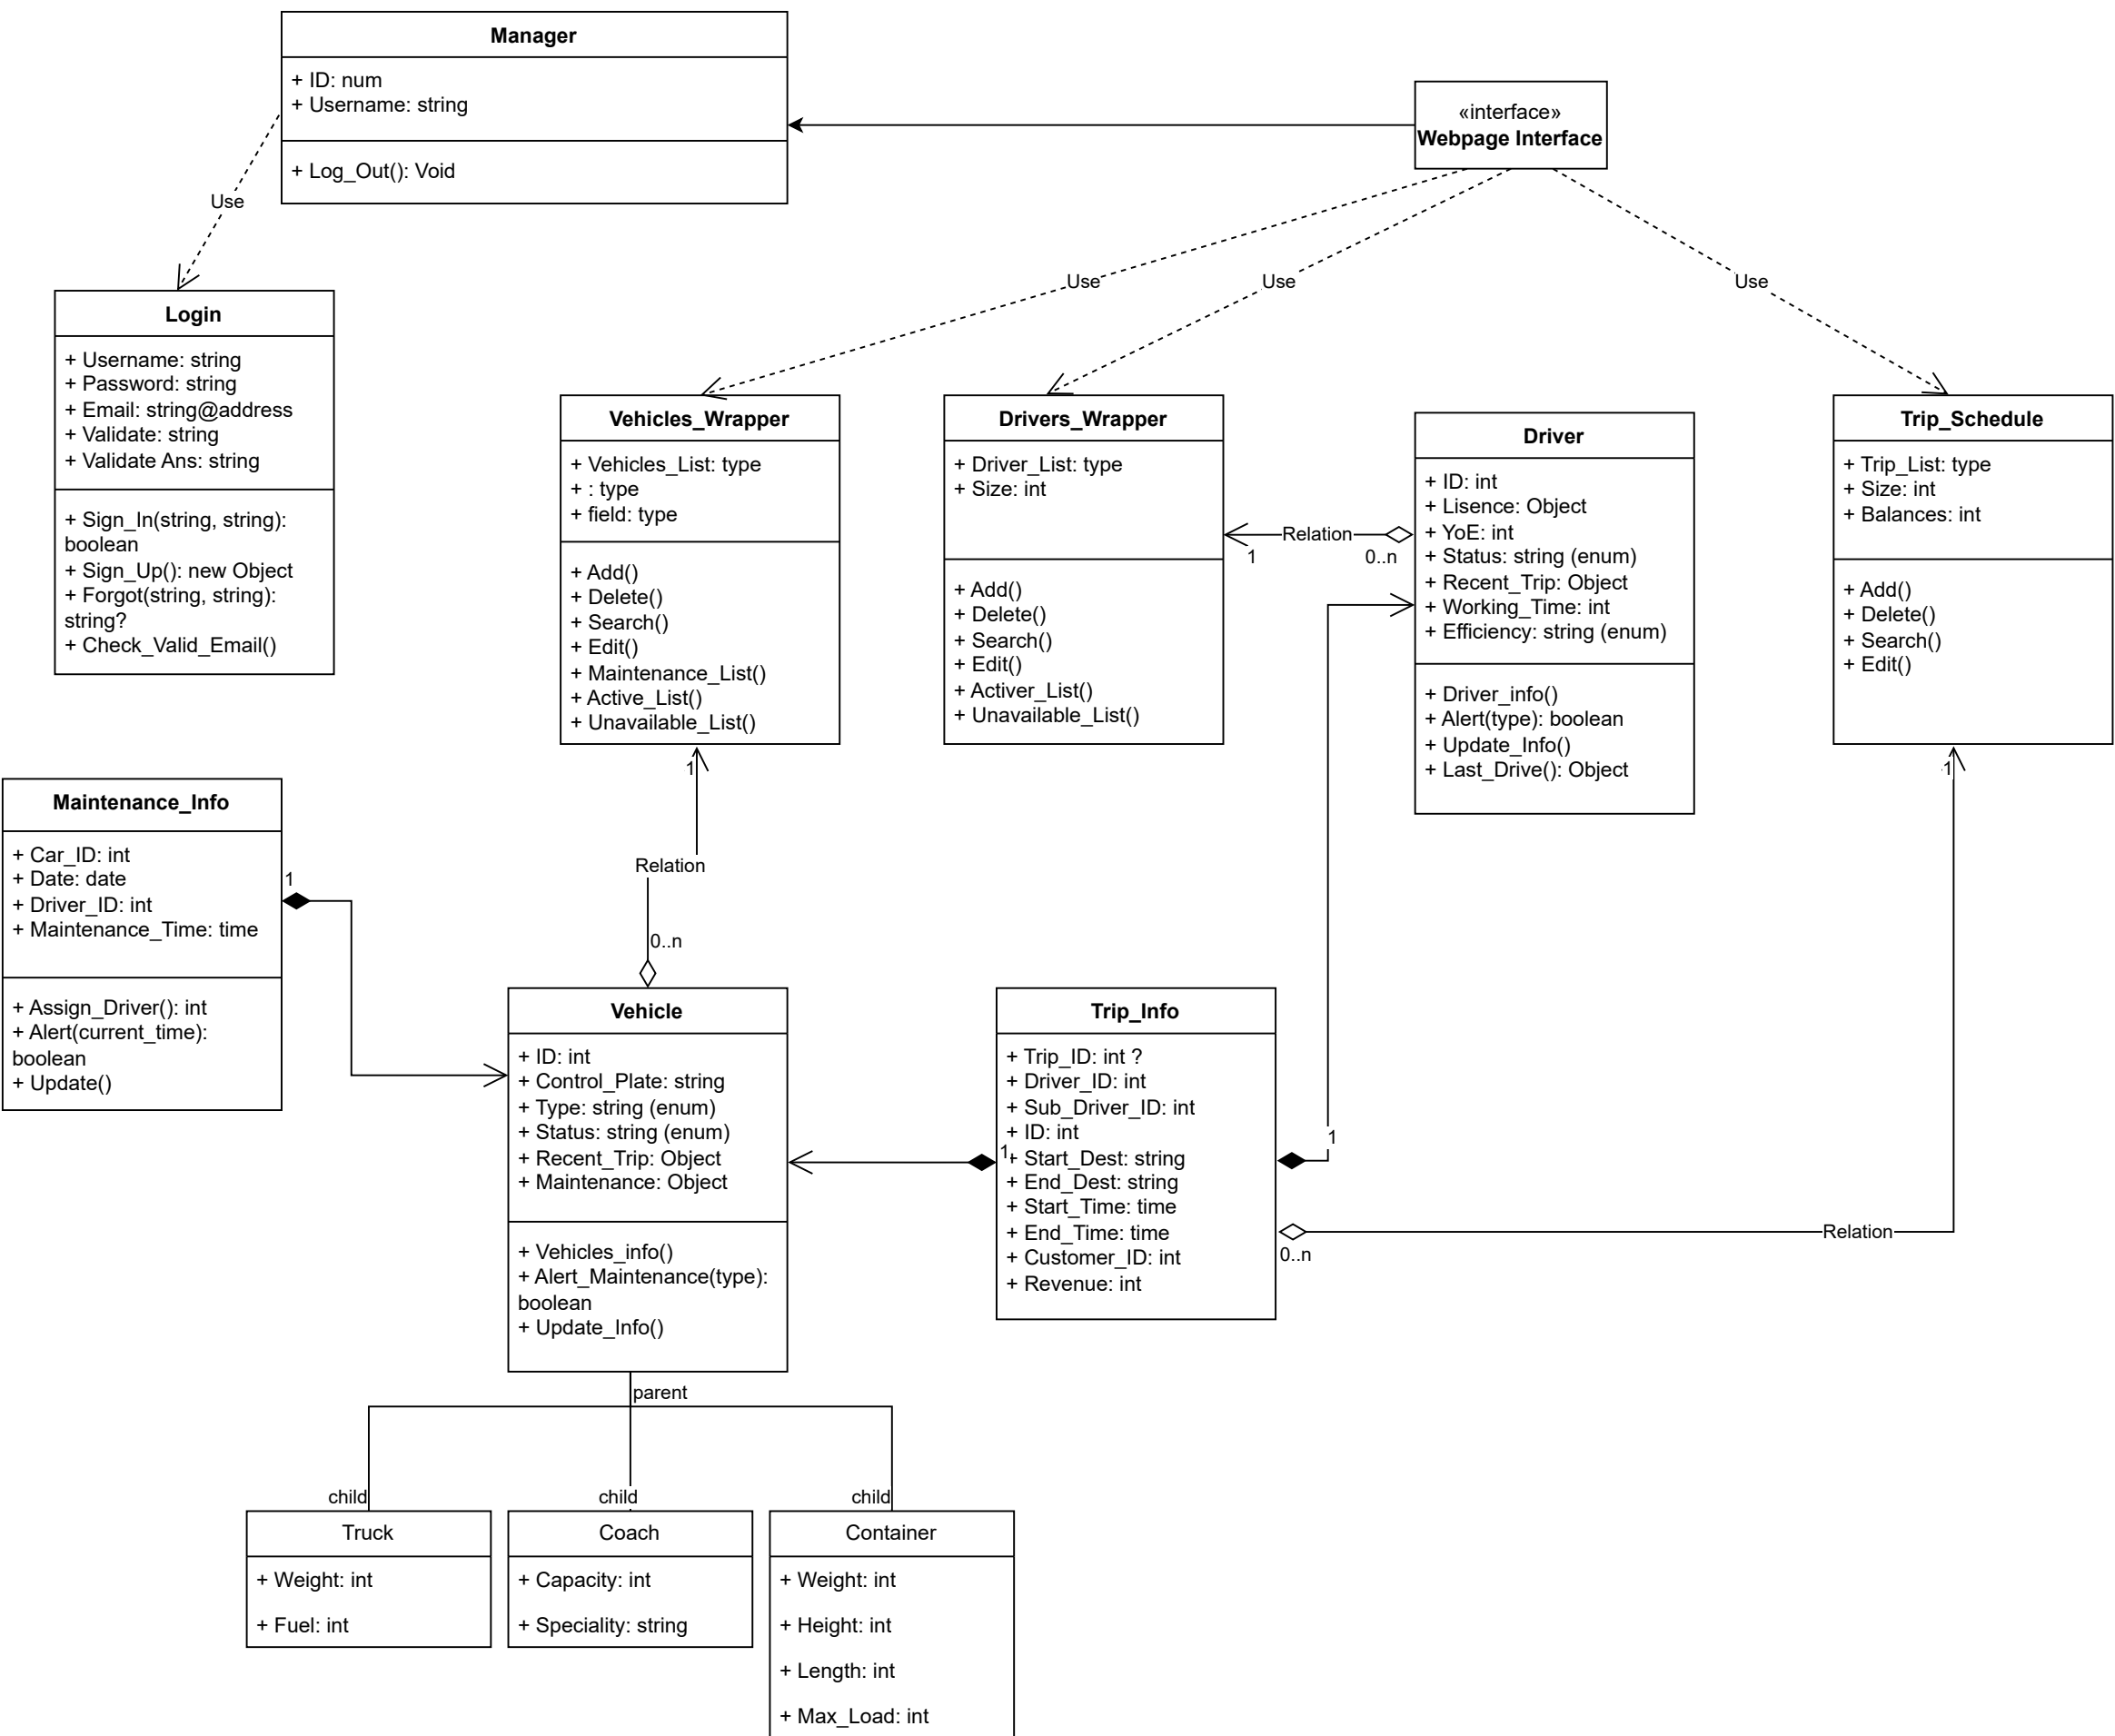 Manager
+ ID: num
+ Username: string
+ Log_Out(): Void
«interface»
Webpage Interface
Use
Use
Use
Use
Login
+ Username: string
+ Password: string
+ Email: string@address
+ Validate: string
+ Validate Ans: string
+ Sign_In(string, string):
boolean
+ Sign_Up(): new Object
+ Forgot(string, string):
string?
+ Check_Valid_Email()
Vehicles_Wrapper
+ Vehicles_List: type
+ : type
+ field: type
+ Add()
+ Delete()
+ Search()
+ Edit()
+ Maintenance_List()
+ Active_List()
+ Unavailable_List()
Drivers_Wrapper
+ Driver_List: type
+ Size: int
+ Add()
+ Delete()
+ Search()
+ Edit()
+ Activer_List()
+ Unavailable_List()
Relation
1
0..n
Driver
+ ID: int
+ Lisence: Object
+ YoE: int
+ Status: string (enum)
+ Recent_Trip: Object
+ Working_Time: int
+ Efficiency: string (enum)
+ Driver_info()
+ Alert(type): boolean
+ Update_Info()
+ Last_Drive(): Object
Trip_Schedule
+ Trip_List: type
+ Size: int
+ Balances: int
+ Add()
+ Delete()
+ Search()
+ Edit()
1
1
Relation
0..n
Maintenance_Info
+ Car_ID: int
+ Date: date
+ Driver_ID: int
+ Maintenance_Time: time
+ Assign_Driver(): int
+ Alert(current_time):
boolean
+ Update()
1
Vehicle
+ ID: int
+ Control_Plate: string
+ Type: string (enum)
+ Status: string (enum)
+ Recent_Trip: Object
+ Maintenance: Object
+ Vehicles_info()
+ Alert_Maintenance(type):
boolean
+ Update_Info()
Trip_Info
+ Trip_ID: int ?
+ Driver_ID: int
+ Sub_Driver_ID: int
+ ID: int
+ Start_Dest: string
+ End_Dest: string
+ Start_Time: time
+ End_Time: time
+ Customer_ID: int
+ Revenue: int
1
1
0..n
Relation
parent
child
child
child
Truck
+ Weight: int
+ Fuel: int
Coach
+ Capacity: int
+ Speciality: string
Container
+ Weight: int
+ Height: int
+ Length: int
+ Max_Load: int